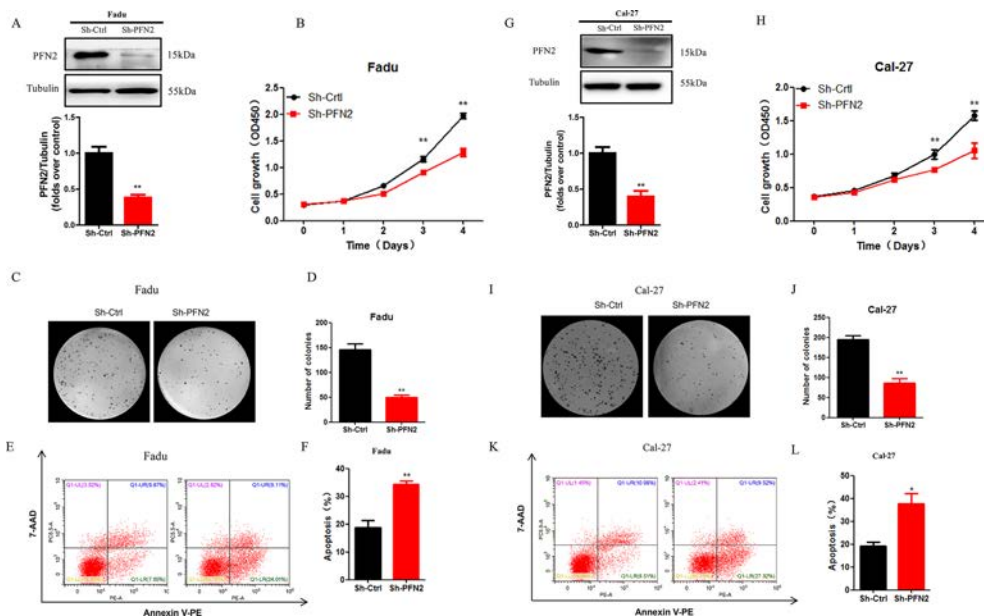 A
Fadu
Sh-Ctrl Sh-PFN2
PFN2
15kDa
Tubulin
55kDa
PFN2/Tubulin
(folds over control)
1.5
1.0
0.5
0.0
**
Sh-Ctrl Sh-PFN2
B
Fadu
Sh-Crtl
Sh-PFN2
Cell growth (OD450)
2.5
2.0
1.5
1.0
0.5
0.0
**
**
0 1 2 3 4
Time (Days)
G
Cal-27
Sh-Ctrl Sh-PFN2
PFN2
15kDa
Tubulin
55kDa
PFN2/Tubulin
(folds over control)
1.5
1.0
0.5
0.0
**
Sh-Ctrl Sh-PFN2
H
Cal-27
Sh-Crtl
Sh-PFN2
Cell growth (OD450)
2.0
1.5
1.0
0.5
0.0
**
**
0 1 2 3 4
Time (Days)
C
Fadu
Sh-Ctrl Sh-PFN2
D
Fadu
Number of colonies
200
150
100
50
0
**
Sh-Ctrl Sh-PFN2
I
Cal-27
Sh-Ctrl Sh-PFN2
J
Cal-27
Number of colonies
250
200
150
100
50
0
**
Sh-Ctrl Sh-PFN2
E
Fadu
7-AAD
PC5.5-A
PE-A
PE-A
Annexin V-PE
F
Fadu
Apoptosis (%)
60
40
20
0
**
Sh-Ctrl Sh-PFN2
K
Cal-27
7-AAD
PC5.5-A
PE-A
PE-A
Annexin V-PE
L
Cal-27
Apoptosis (%)
50
40
30
20
10
0
*
Sh-Ctrl Sh-PFN2